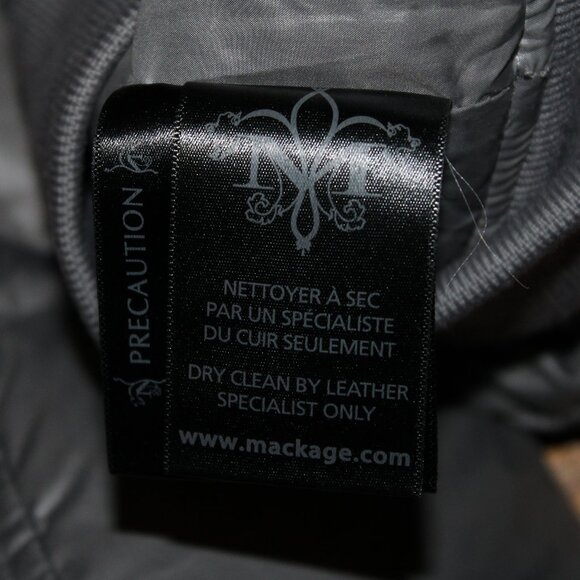 PRECAUTION
NETTOYER À SEC
PAR UN SPÉCIALISTE
DU CUIR SEULEMENT
DRY CLEAN BY LEATHER
SPECIALIST ONLY
www.mackage.com